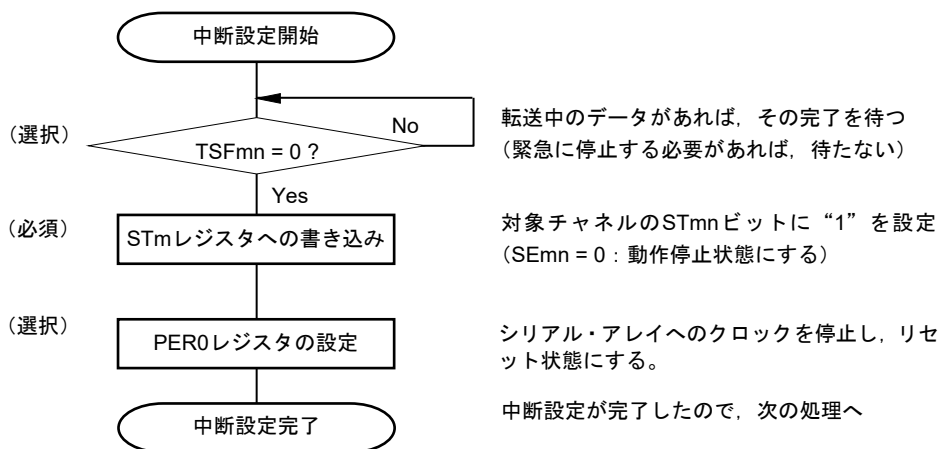 中断設定開始
（選択）
TSFmn = 0 ?
No
転送中のデータがあれば，その完了を待つ
（緊急に停止する必要があれば，待たない）
Yes
（必須）
STmレジスタへの書き込み
対象チャネルのSTmnビットに“1”を設定
（SEmn = 0：動作停止状態にする）
（選択）
PER0レジスタの設定
シリアル・アレイへのクロックを停止し，リセ
ット状態にする。
中断設定完了
中断設定が完了したので，次の処理へ